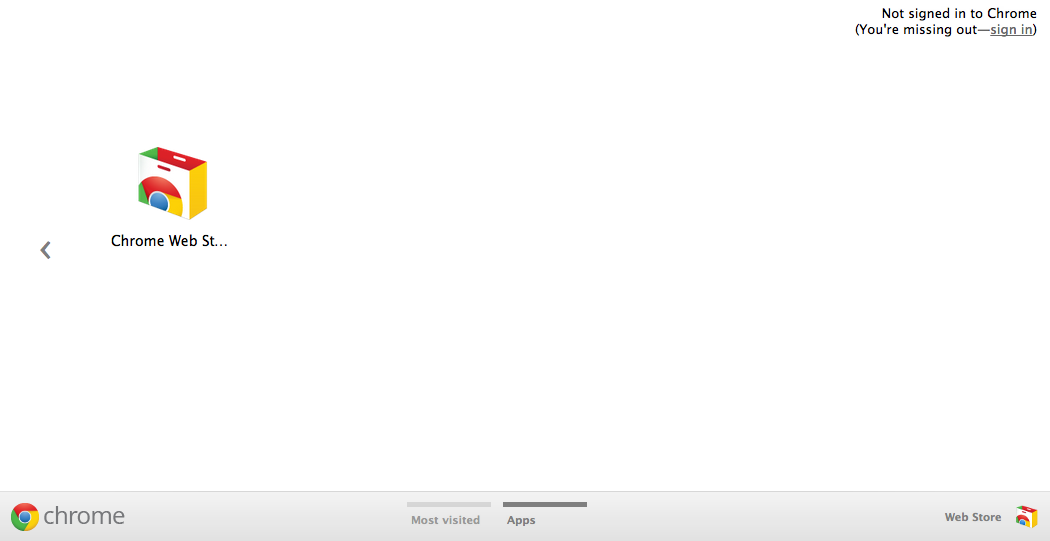 Not signed in to Chrome
(You're missing out—sign in)
Chrome Web St...
chrome
Most visited
Apps
Web Store